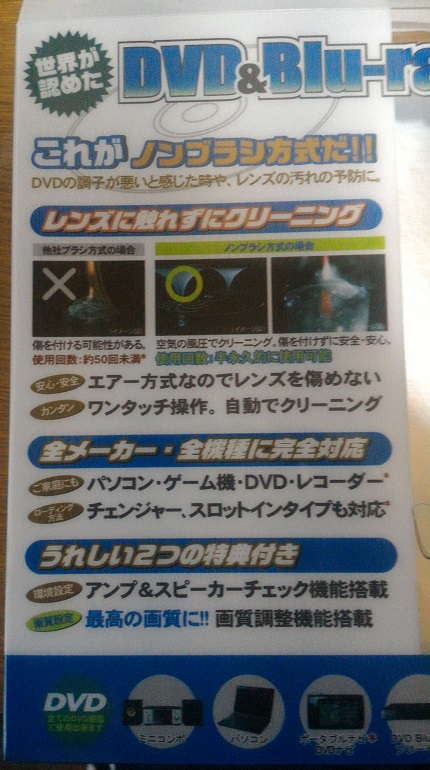 世界が
認めた
DVD&Blu-ra
これがノンブラシ方式だ!!
DVDの調子が悪いと感じた時や、レンズの汚れの予防に。
レンズに触れずにクリーニング
他社ブラシ方式の場合
ノンブラシ方式の場合
(イメージ図)
(イメージ図)
(イメージ図)
傷を付ける可能性がある。
使用回数:約50回未満*
空気の風圧でクリーニング。傷を付けずに安全・安心。
使用回数:半永久的に使用可能
安心・安全 エアー方式なのでレンズを傷めない
カンタン ワンタッチ操作。自動でクリーニング
全メーカー・全機種に完全対応
ご家庭にも パソコン・ゲーム機・DVD・レコーダー*
ローディング方法 チェンジャー、スロットインタイプも対応*
うれしい2つの特典付き
環境設定 アンプ&スピーカーチェック機能搭載
画質設定 最高の画質に!! 画質調整機能搭載
DVD
全てのDVD機器
に使用出来ます
ミニコンポ
パソコン
ポータブルナビ*
DVDナビ
DVD Blu